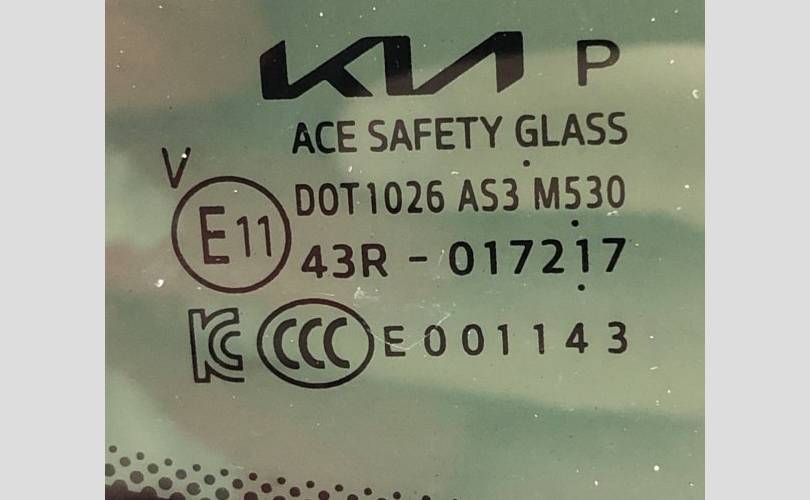 KIA P
ACE SAFETY GLASS
V
DOT1026 AS3 M530
E11
43R - 017217
KC CCC E001143